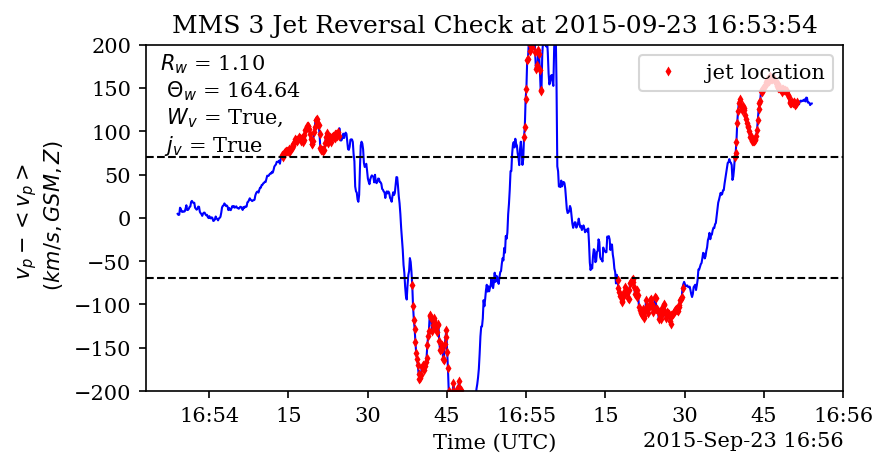 MMS 3 Jet Reversal Check at 2015-09-23 16:53:54
R_w = 1.10
Θ_w = 164.64
W_v = True,
j_v = True
jet location
v_p − < v_p >
(km/s, GSM, Z)
200
150
100
50
0
−50
−100
−150
−200
16:54 15 30 45 16:55 15 30 45 16:56
Time (UTC)
2015-Sep-23 16:56